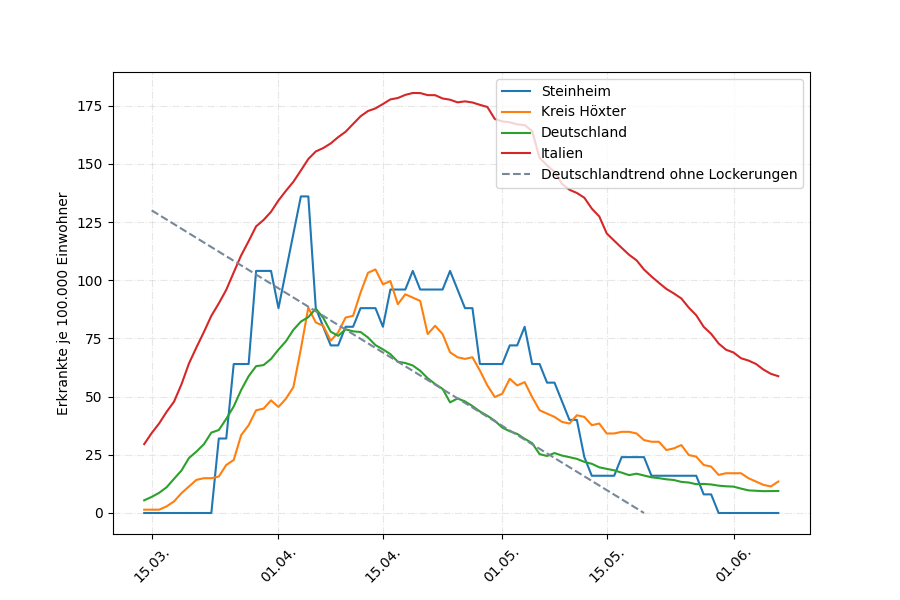 Erkrankte je 100.000 Einwohner
175
150
125
100
75
50
25
0
Steinheim
Kreis Höxter
Deutschland
Italien
Deutschlandtrend ohne Lockerungen
15.03.
01.04.
15.04.
01.05.
15.05.
01.06.